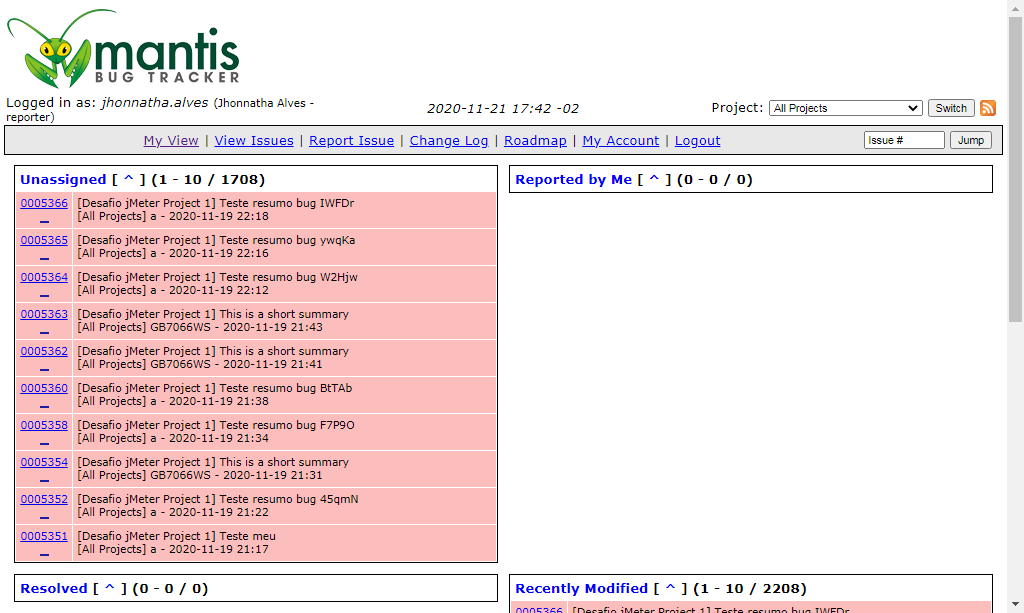 mantis
BUG TRACKER
Logged in as: jhonnatha.alves (Jhonnatha Alves - reporter)
2020-11-21 17:42 -02
Project: All Projects Switch
My View | View Issues | Report Issue | Change Log | Roadmap | My Account | Logout
Issue # Jump
Unassigned [ ^ ] (1 - 10 / 1708)
0005366 [Desafio jMeter Project 1] Teste resumo bug IWFDr
[All Projects] a - 2020-11-19 22:18
0005365 [Desafio jMeter Project 1] Teste resumo bug ywqKa
[All Projects] a - 2020-11-19 22:16
0005364 [Desafio jMeter Project 1] Teste resumo bug W2Hjw
[All Projects] a - 2020-11-19 22:12
0005363 [Desafio jMeter Project 1] This is a short summary
[All Projects] GB7066WS - 2020-11-19 21:43
0005362 [Desafio jMeter Project 1] This is a short summary
[All Projects] GB7066WS - 2020-11-19 21:41
0005360 [Desafio jMeter Project 1] Teste resumo bug BtTAb
[All Projects] a - 2020-11-19 21:38
0005358 [Desafio jMeter Project 1] Teste resumo bug F7P9O
[All Projects] a - 2020-11-19 21:34
0005354 [Desafio jMeter Project 1] This is a short summary
[All Projects] GB7066WS - 2020-11-19 21:31
0005352 [Desafio jMeter Project 1] Teste resumo bug 45qmN
[All Projects] a - 2020-11-19 21:22
0005351 [Desafio jMeter Project 1] Teste meu
[All Projects] a - 2020-11-19 21:17
Reported by Me [ ^ ] (0 - 0 / 0)
Resolved [ ^ ] (0 - 0 / 0)
Recently Modified [ ^ ] (1 - 10 / 2208)
0005366 [Desafio jMeter Project 1] Teste resumo bug IWFDr